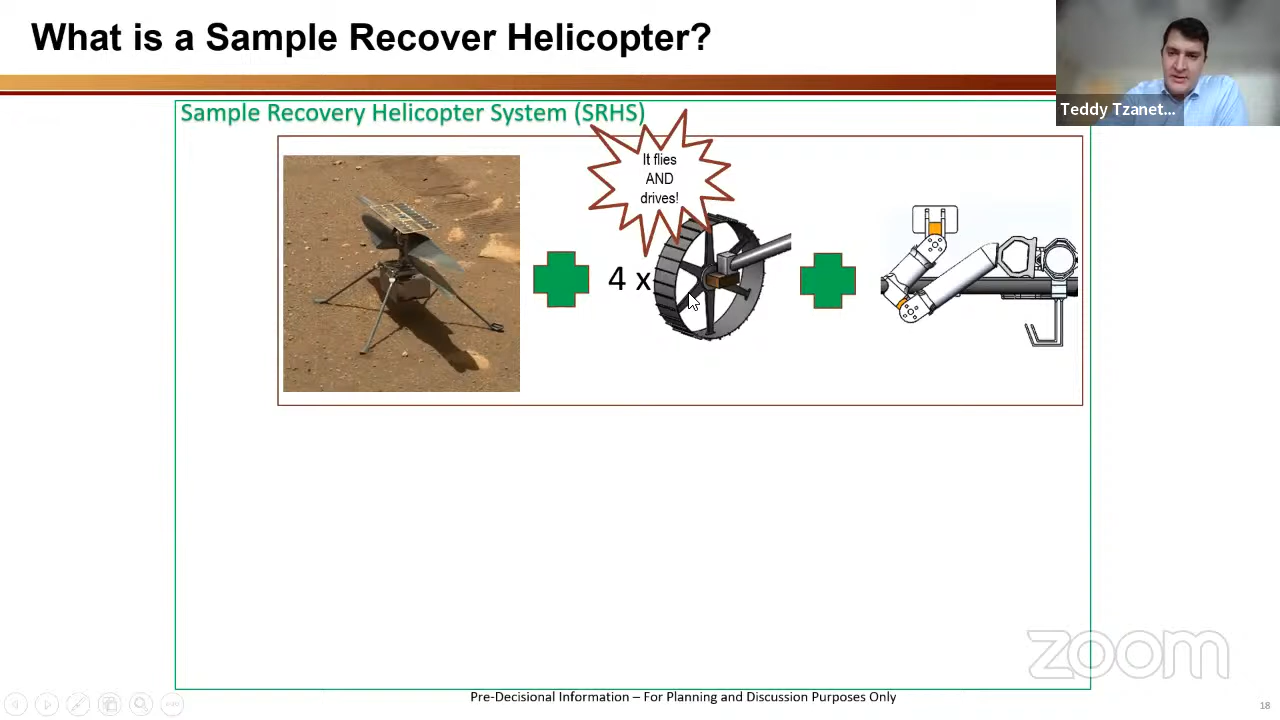 What is a Sample Recover Helicopter?
Teddy Tzanet...
Sample Recovery Helicopter System (SRHS)
It flies
AND
drives!
4 x
zoom
Pre-Decisional Information – For Planning and Discussion Purposes Only
18